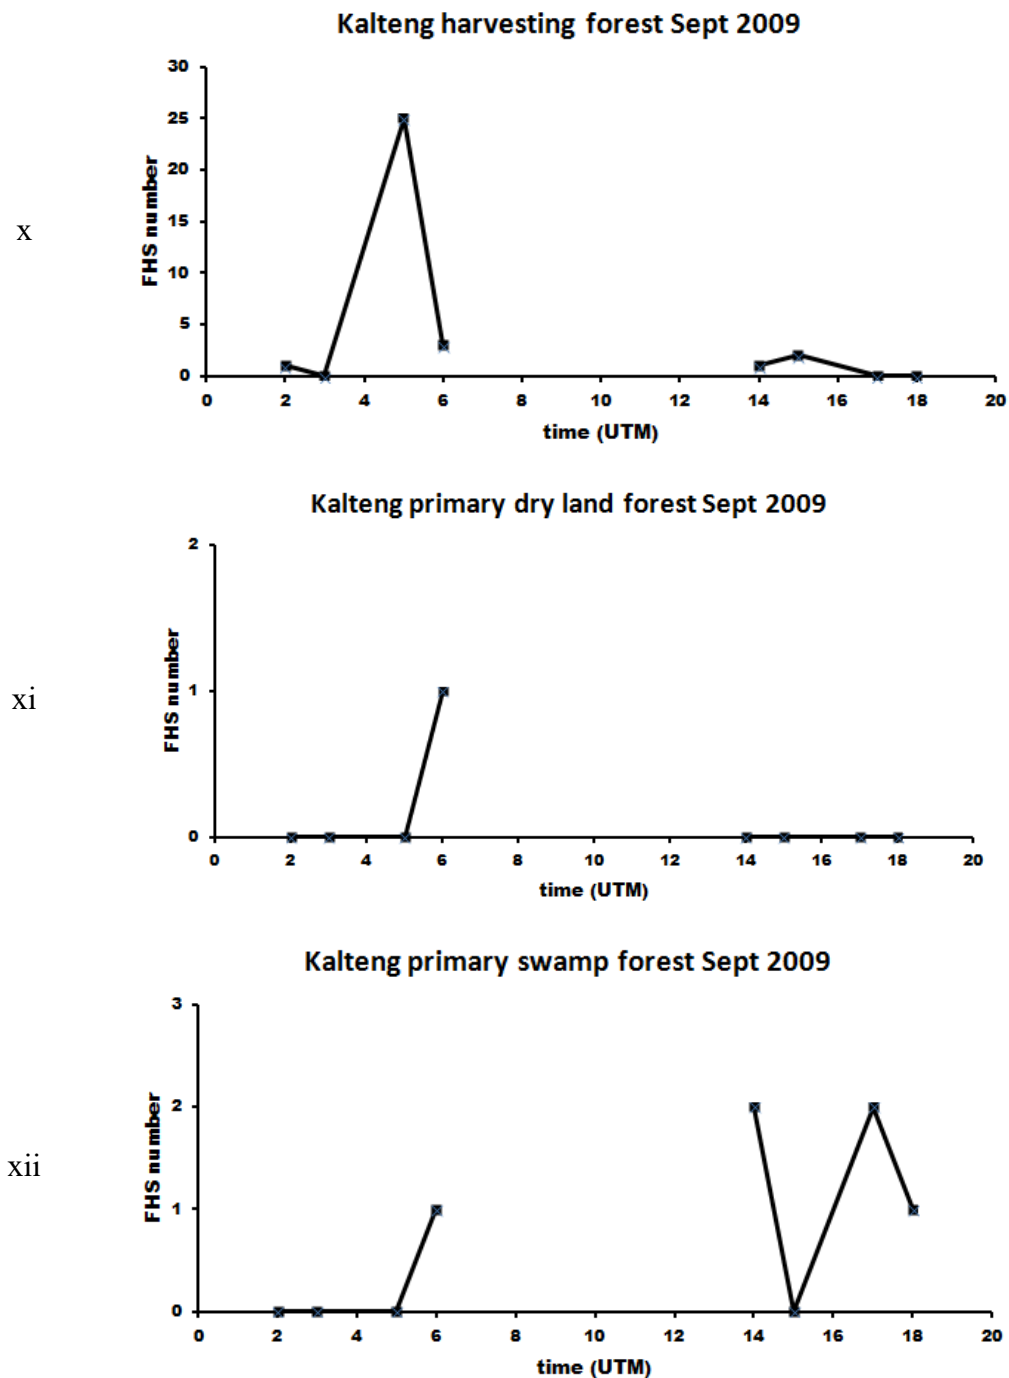 Kalteng harvesting forest Sept 2009
30
25
20
15
10
5
0
FHS number
x
0 2 4 6 8 10 12 14 16 18 20
time (UTM)
Kalteng primary dry land forest Sept 2009
2
1
0
FHS number
xi
0 2 4 6 8 10 12 14 16 18 20
time (UTM)
Kalteng primary swamp forest Sept 2009
3
2
1
0
FHS number
xii
0 2 4 6 8 10 12 14 16 18 20
time (UTM)